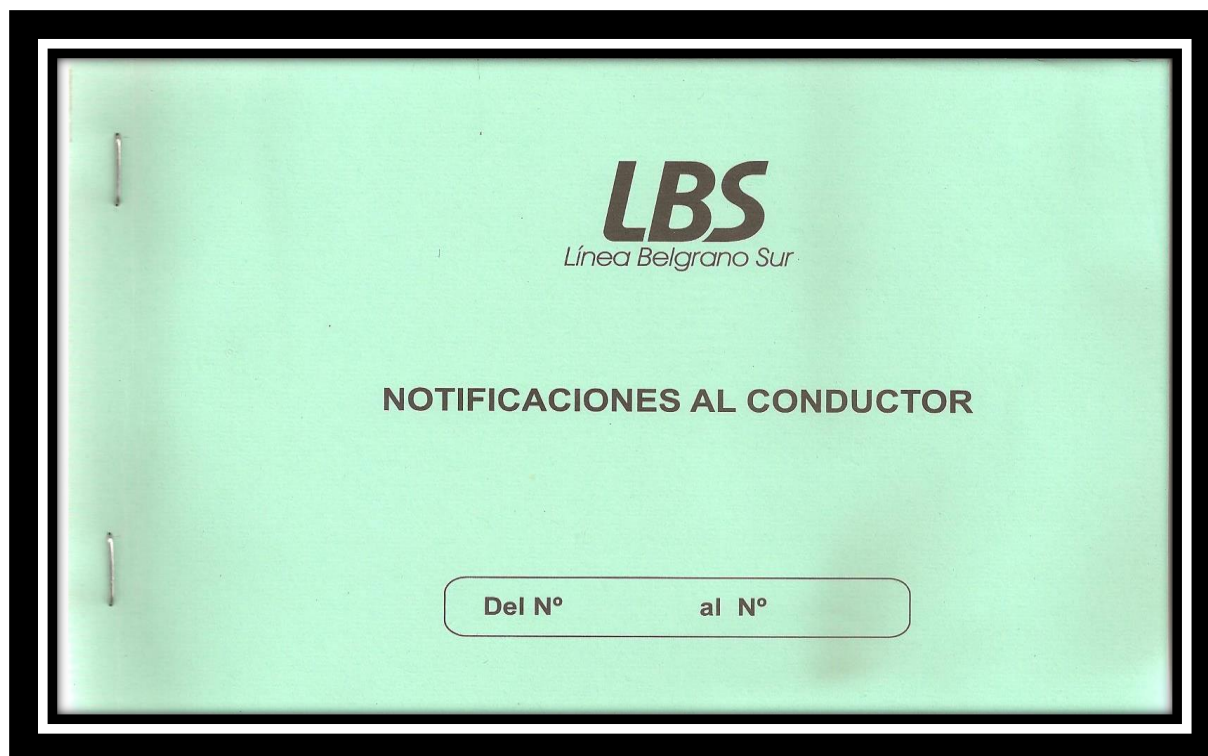 LBS
Línea Belgrano Sur
NOTIFICACIONES AL CONDUCTOR
Del Nº al Nº